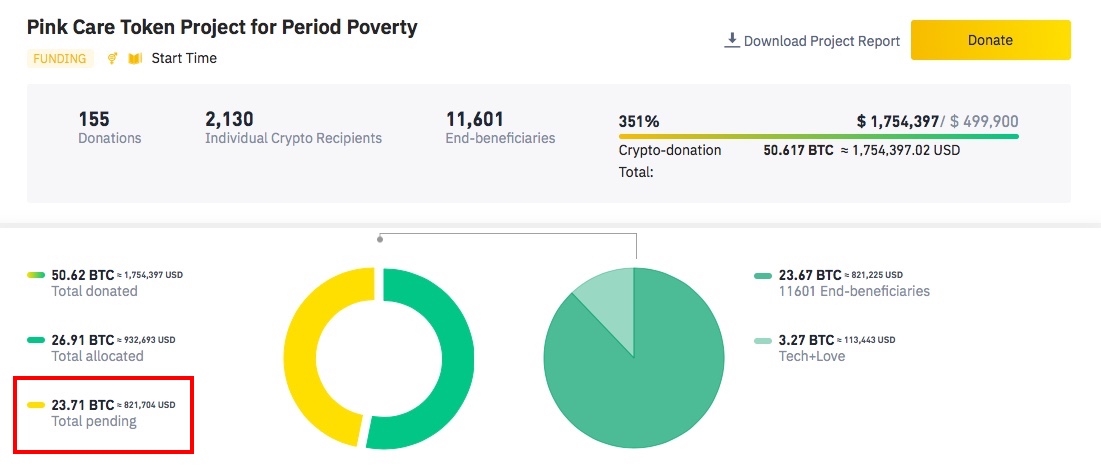 Pink Care Token Project for Period Poverty
FUNDING Start Time
Download Project Report
Donate
155
Donations
2,130
Individual Crypto Recipients
11,601
End-beneficiaries
351% $ 1,754,397/ $ 499,900
Crypto-donation 50.617 BTC ≈ 1,754,397.02 USD
Total:
50.62 BTC ≈ 1,754,397 USD
Total donated
26.91 BTC ≈ 932,693 USD
Total allocated
23.71 BTC ≈ 821,704 USD
Total pending
23.67 BTC ≈ 821,225 USD
11601 End-beneficiaries
3.27 BTC ≈ 113,443 USD
Tech+Love